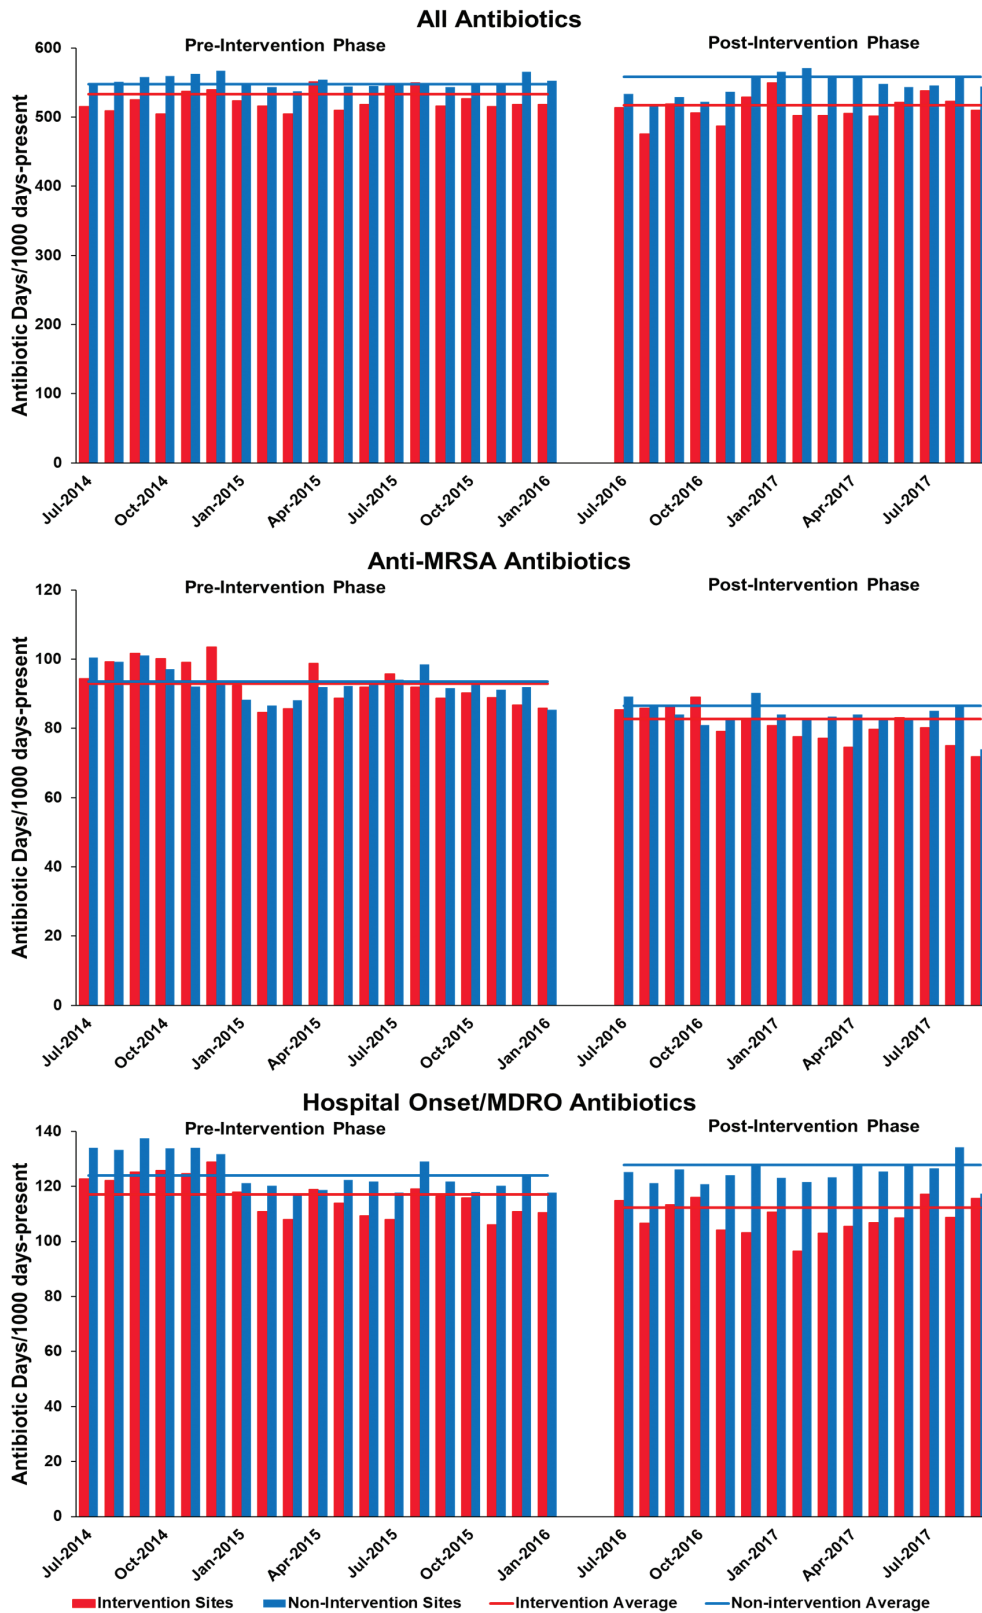 All Antibiotics
Pre-Intervention Phase
Post-Intervention Phase
Antibiotic Days/1000 days-present
600
500
400
300
200
100
0
Jul-2014
Oct-2014
Jan-2015
Apr-2015
Jul-2015
Oct-2015
Jan-2016
Jul-2016
Oct-2016
Jan-2017
Apr-2017
Jul-2017
Anti-MRSA Antibiotics
Pre-Intervention Phase
Post-Intervention Phase
Antibiotic Days/1000 days-present
120
100
80
60
40
20
0
Jul-2014
Oct-2014
Jan-2015
Apr-2015
Jul-2015
Oct-2015
Jan-2016
Jul-2016
Oct-2016
Jan-2017
Apr-2017
Jul-2017
Hospital Onset/MDRO Antibiotics
Pre-Intervention Phase
Post-Intervention Phase
Antibiotic Days/1000 days-present
140
120
100
80
60
40
20
0
Jul-2014
Oct-2014
Jan-2015
Apr-2015
Jul-2015
Oct-2015
Jan-2016
Jul-2016
Oct-2016
Jan-2017
Apr-2017
Jul-2017
Intervention Sites
Non-Intervention Sites
Intervention Average
Non-intervention Average